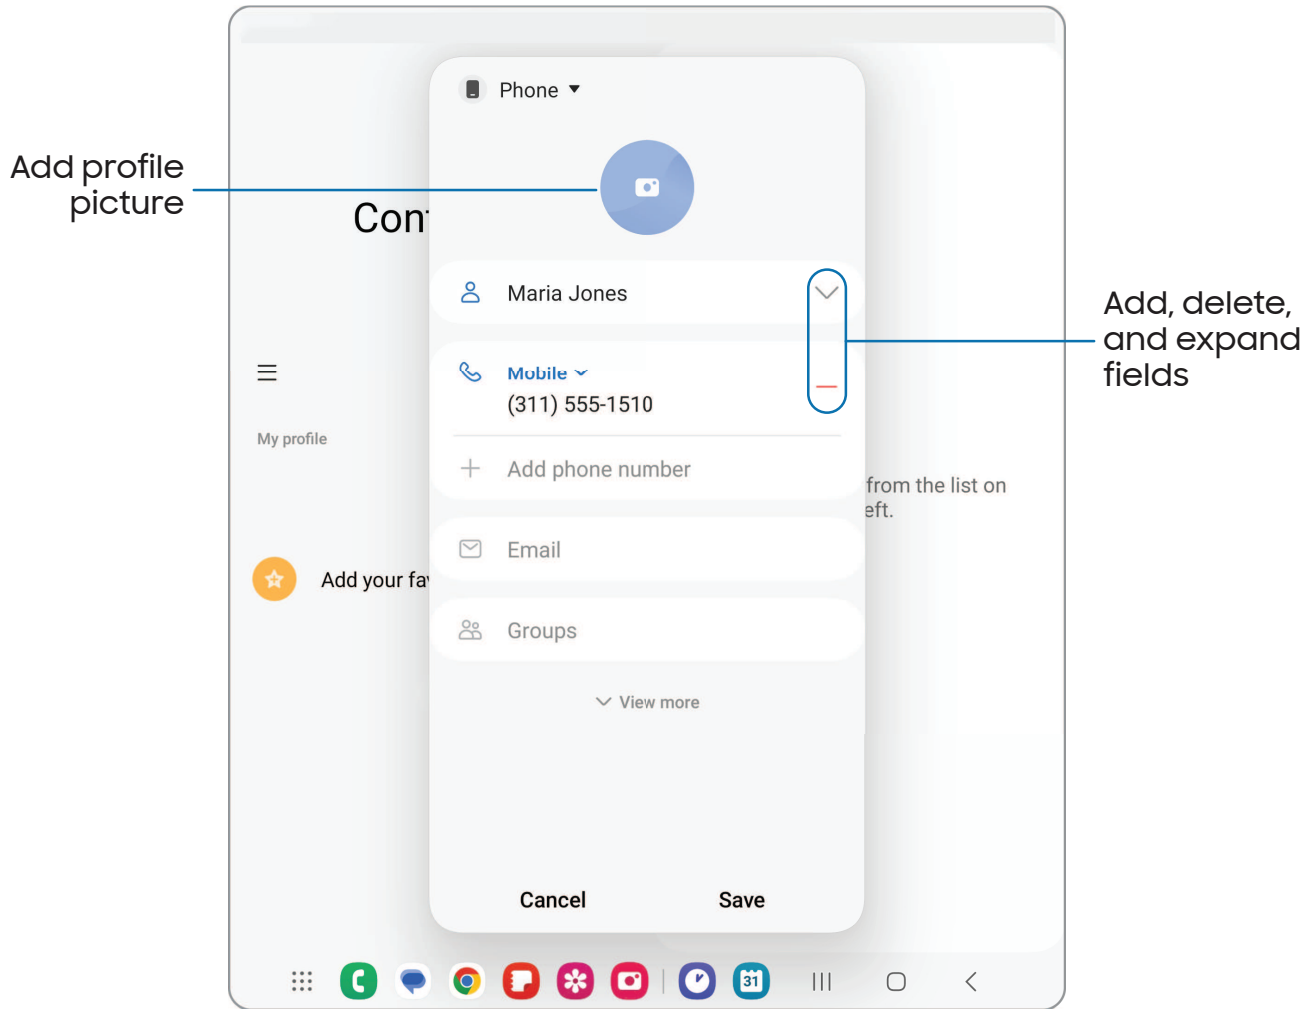 Phone
Add profile
picture
Con
Maria Jones
Add, delete,
and expand
fields
Mobile
(311) 555-1510
My profile
Add phone number
from the list on
eft.
Email
Add your fav
Groups
View more
Cancel
Save
31